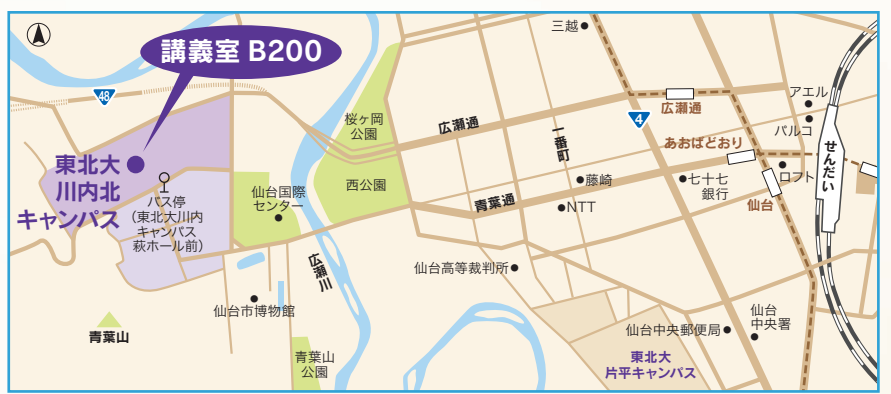 講義室 B200
三越
48
桜ヶ岡
公園
広瀬通
一番町
4
広瀬通
アエル
パルコ
せんだい
あおばどおり
ロフト
仙台
七十七
銀行
藤崎
NTT
青葉通
西公園
東北大
川内北
キャンパス
バス停
(東北大川内
キャンパス
萩ホール前)
仙台国際
センター
広瀬川
仙台高等裁判所
仙台市博物館
青葉山
青葉山
公園
仙台中央郵便局
仙台
中央署
東北大
片平キャンパス